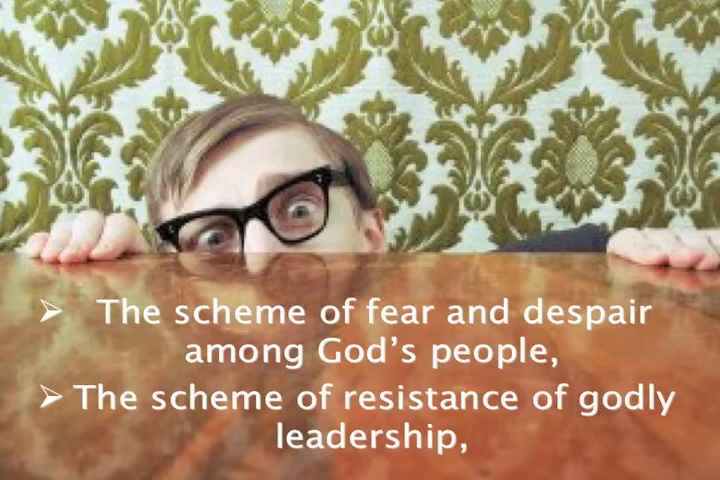 ➢ The scheme of fear and despair
among God’s people,
➢ The scheme of resistance of godly
leadership,